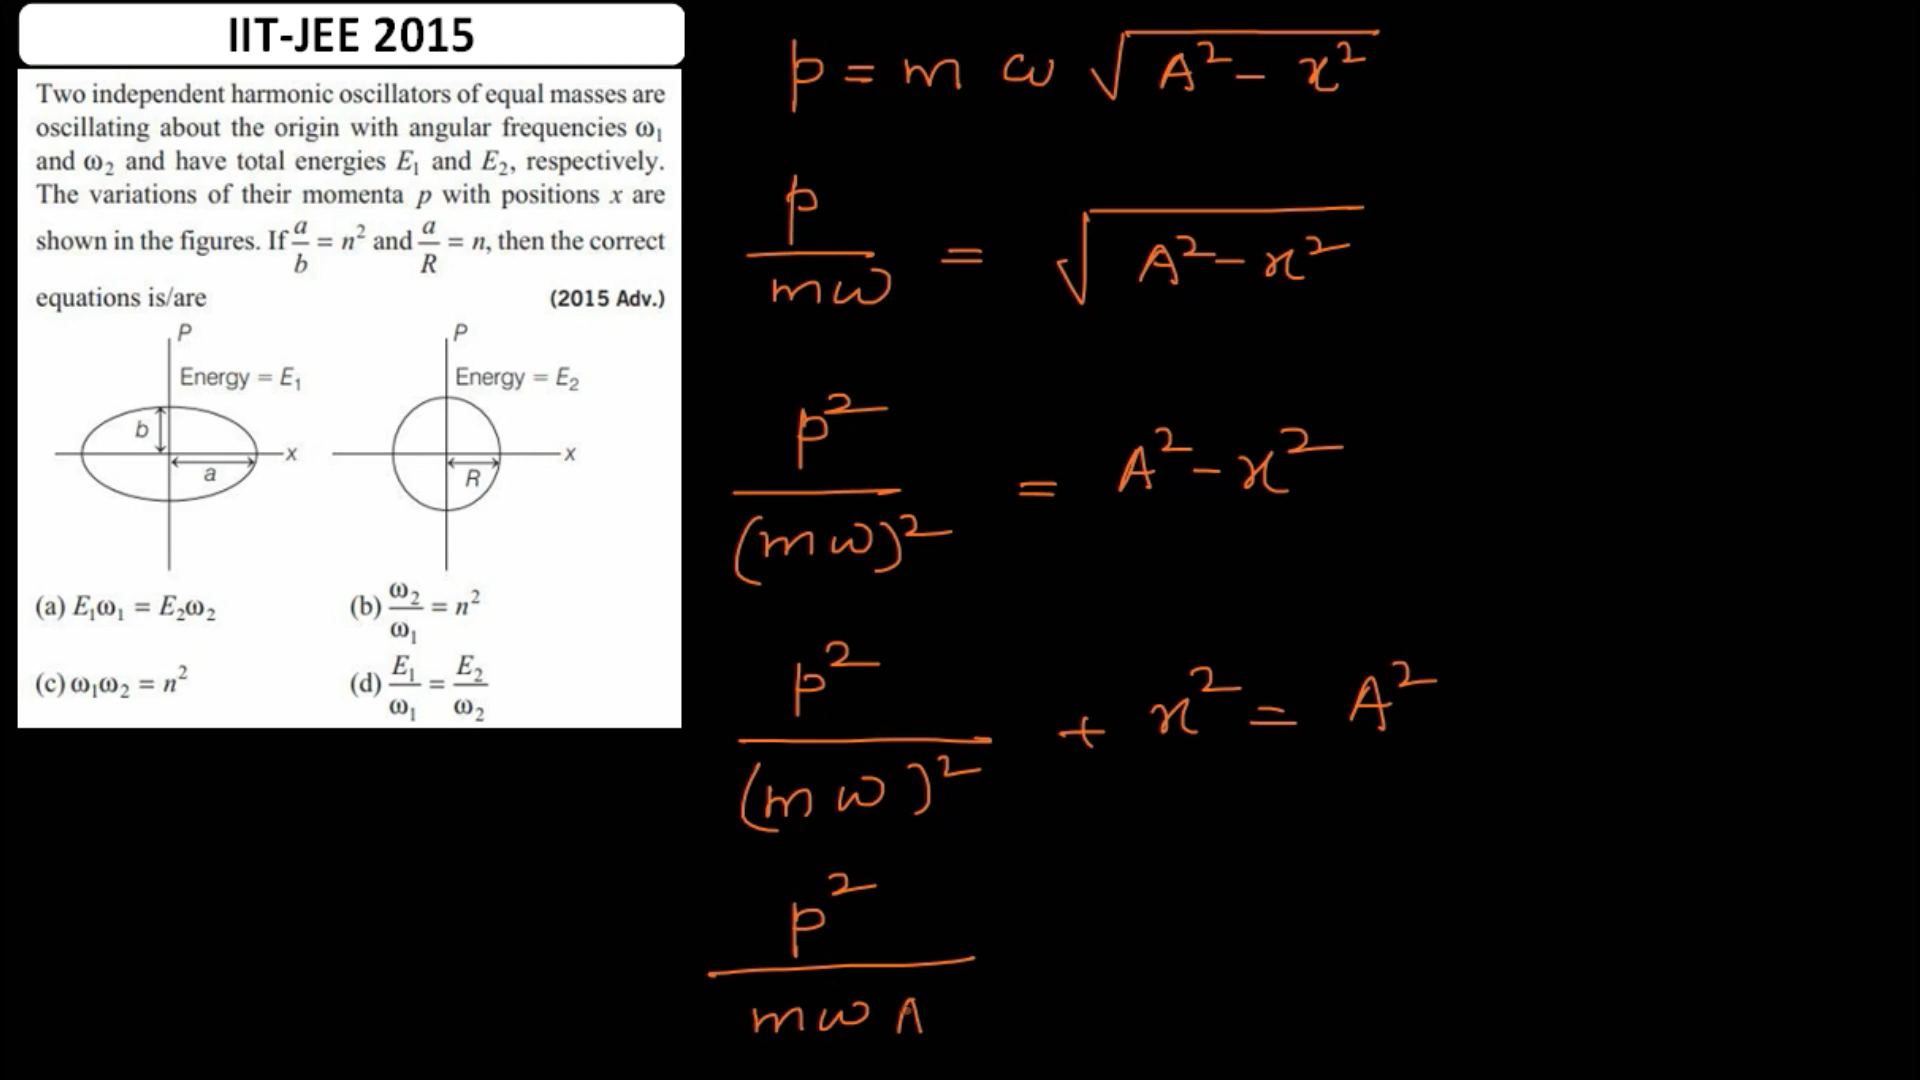 IIT-JEE 2015
Two independent harmonic oscillators of equal masses are
oscillating about the origin with angular frequencies ω₁
and ω₂ and have total energies E₁ and E₂, respectively.
The variations of their momenta p with positions x are
shown in the figures. If a/b = n² and a/R = n, then the correct
equations is/are (2015 Adv.)
P
Energy = E₁
b
a
x
P
Energy = E₂
R
x
(a) E₁ω₁ = E₂ω₂ (b) ω₂/ω₁ = n²
(c) ω₁ω₂ = n² (d) E₁/ω₁ = E₂/ω₂
p = m ω √(A² − x²)
p/(mω) = √(A² − x²)
p²/(mω)² = A² − x²
p²/(mω)² + x² = A²
p²/(mωA